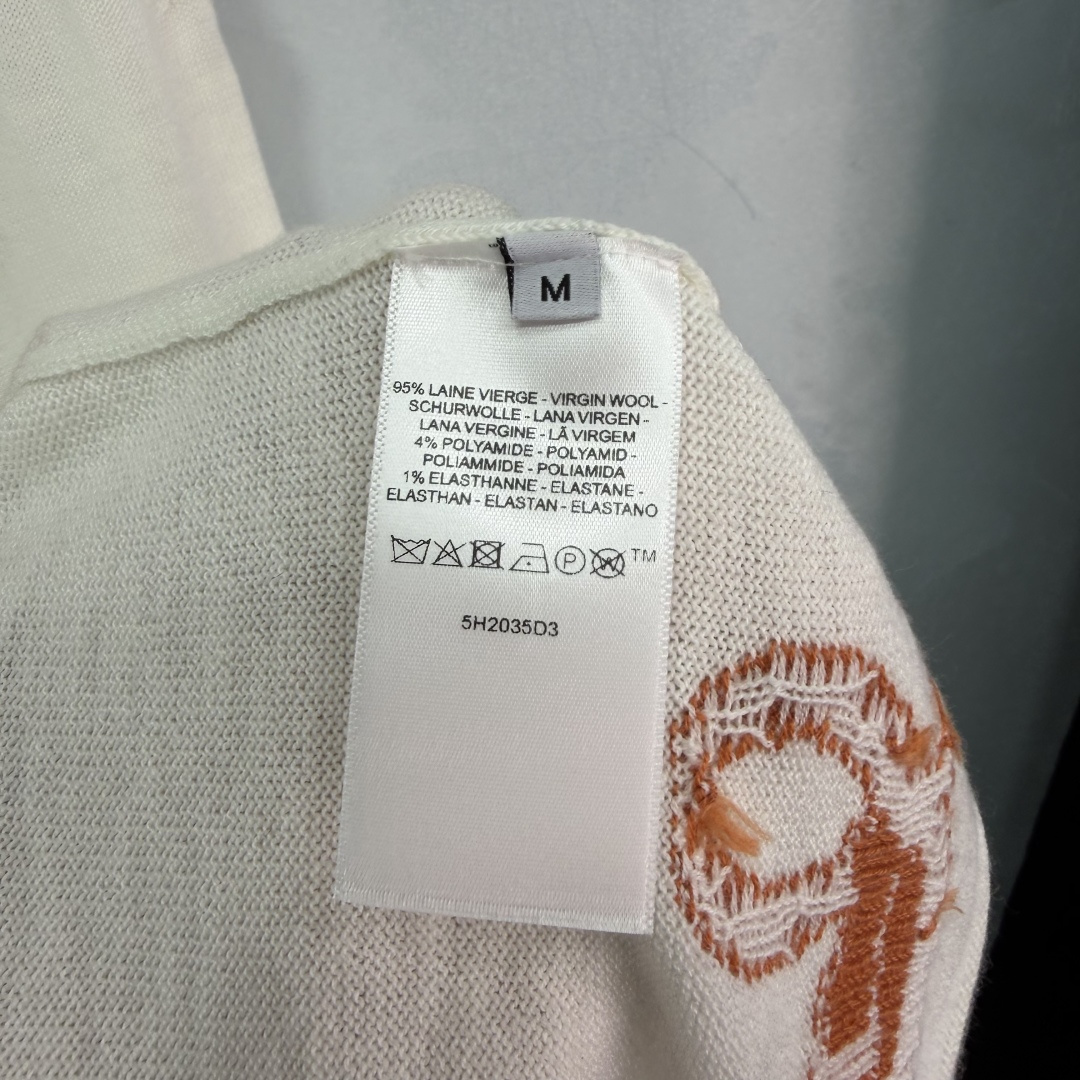 M
95% LAINE VIERGE - VIRGIN WOOL -
SCHURWOLLE - LANA VIRGEN -
LANA VERGINE - LÃ VIRGEM
4% POLYAMIDE - POLYAMID -
POLIAMMIDE - POLIAMIDA
1% ELASTHANNE - ELASTANE -
ELASTHAN - ELASTAN - ELASTANO
P W TM
5H2035D3